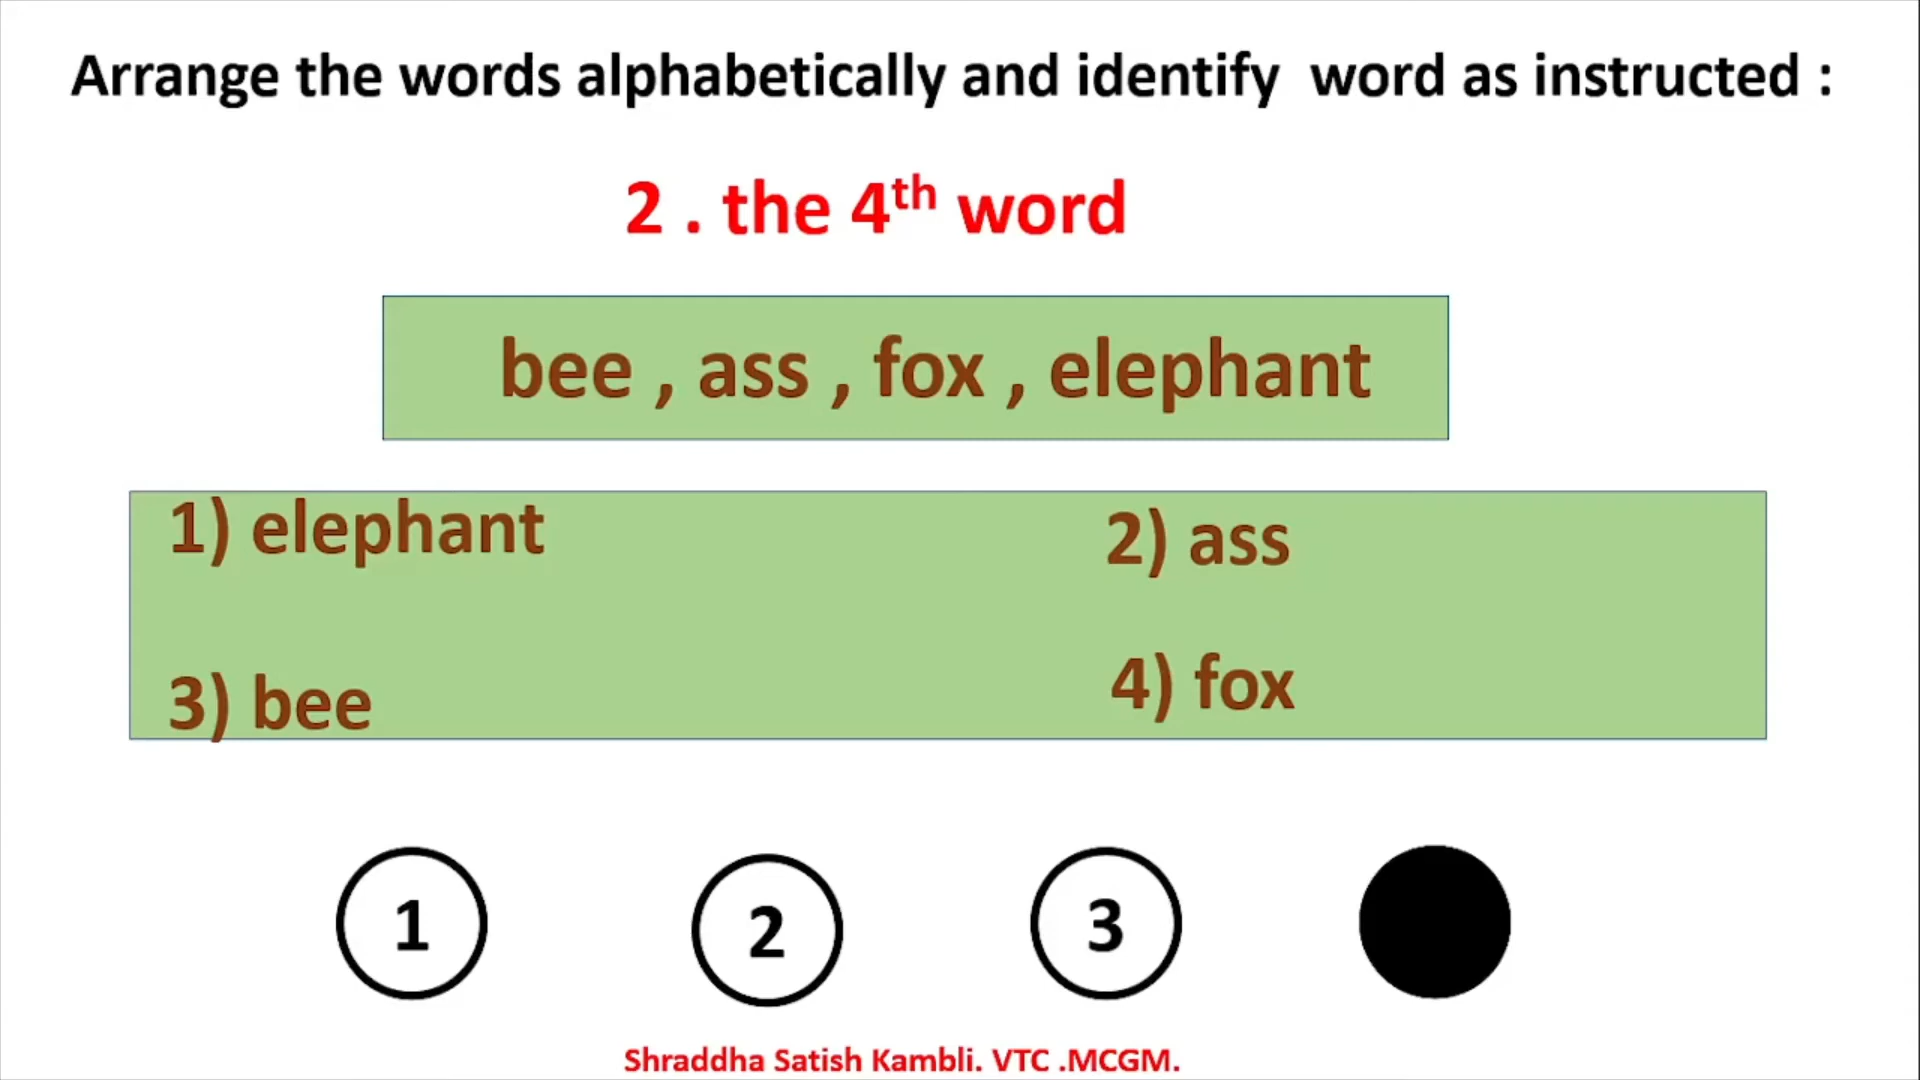 Arrange the words alphabetically and identify word as instructed :
2 . the 4th word
bee , ass , fox , elephant
1) elephant 2) ass
3) bee 4) fox
1 2 3
Shraddha Satish Kambli. VTC .MCGM.